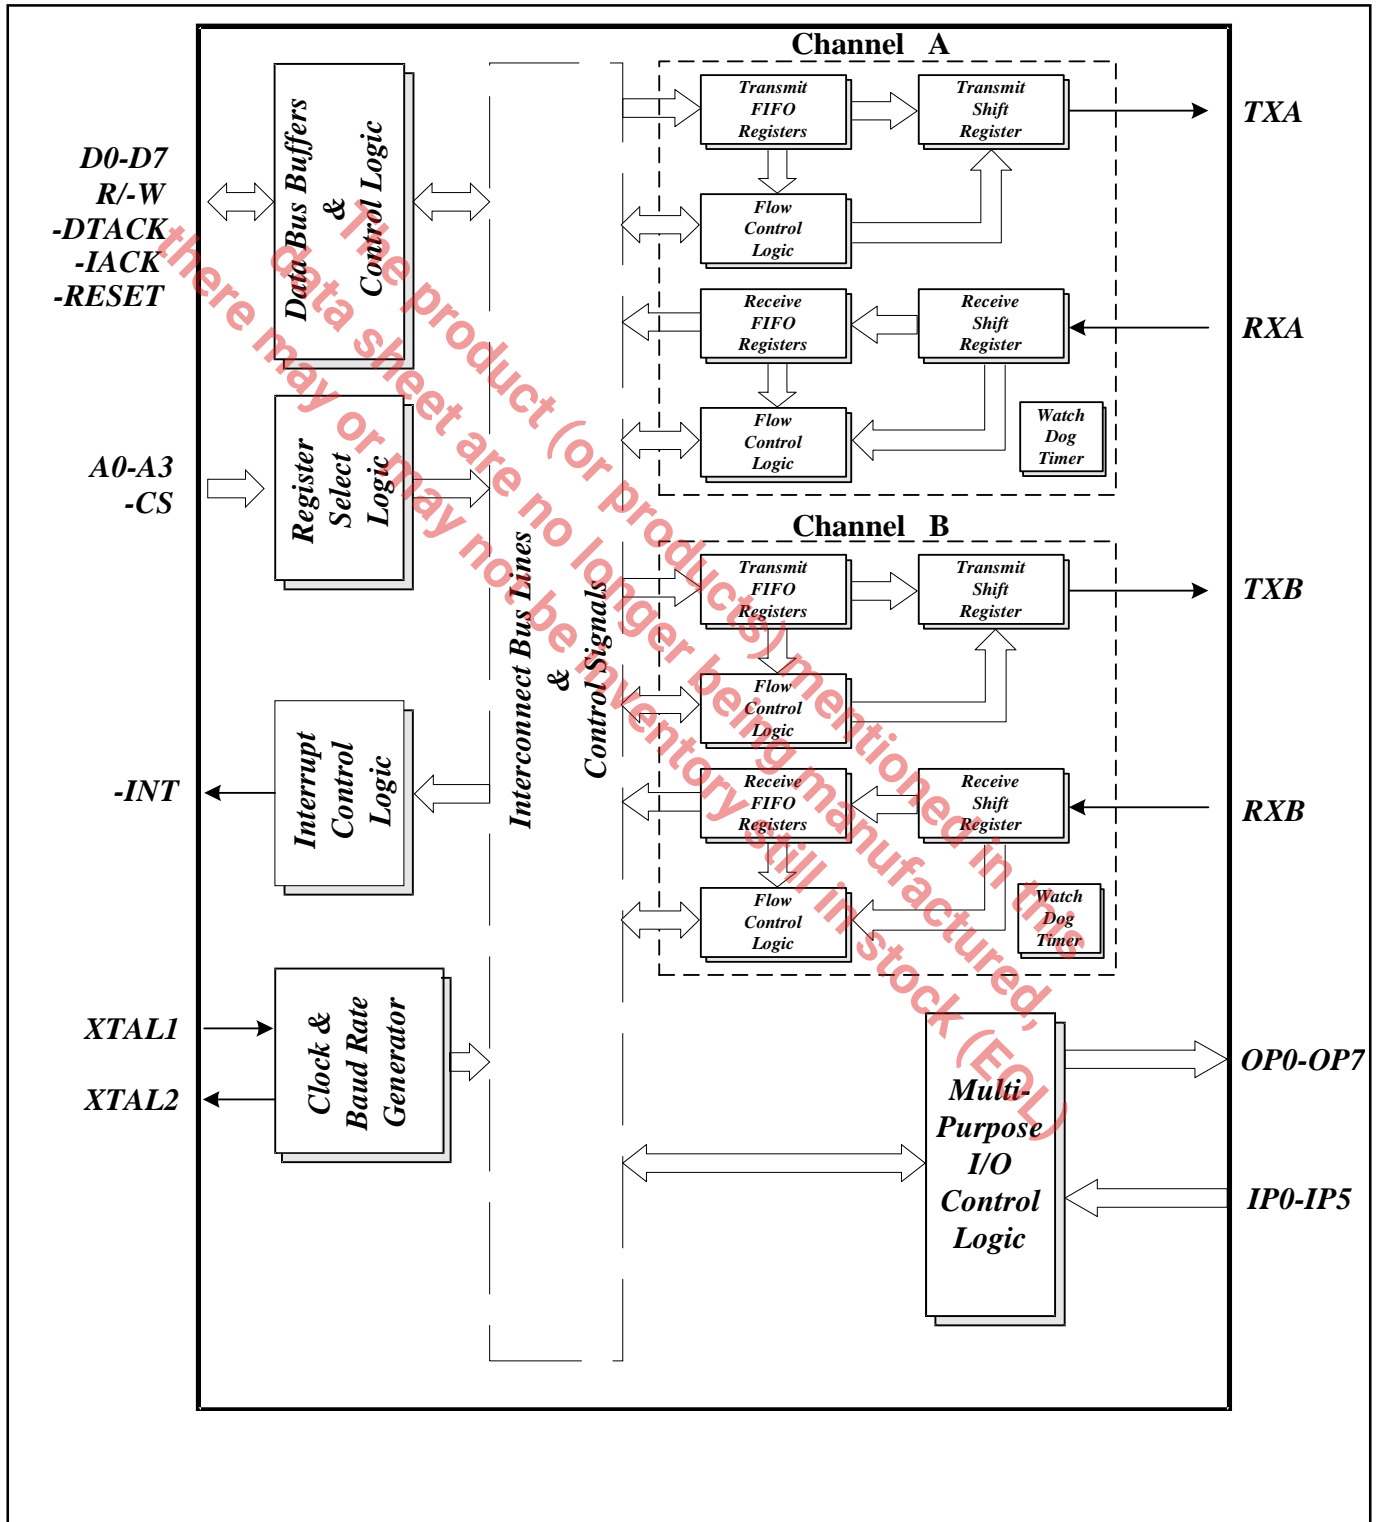 Channel A
Transmit
FIFO
Registers
Transmit
Shift
Register
TXA
Flow
Control
Logic
Receive
FIFO
Registers
Receive
Shift
Register
RXA
Flow
Control
Logic
Watch
Dog
Timer
Channel B
Transmit
FIFO
Registers
Transmit
Shift
Register
TXB
Flow
Control
Logic
Receive
FIFO
Registers
Receive
Shift
Register
RXB
Flow
Control
Logic
Watch
Dog
Timer
D0-D7
R/-W
-DTACK
-IACK
-RESET
Data Bus Buffers
&
Control Logic
A0-A3
-CS
Register
Select
Logic
-INT
Interrupt
Control
Logic
XTAL1
XTAL2
Clock &
Baud Rate
Generator
Interconnect Bus Lines
&
Control Signals
Multi-
Purpose
I/O
Control
Logic
OP0-OP7
IP0-IP5
The product (or products) mentioned in this
data sheet are no longer being manufactured,
there may or may not be inventory still in stock (EOL)